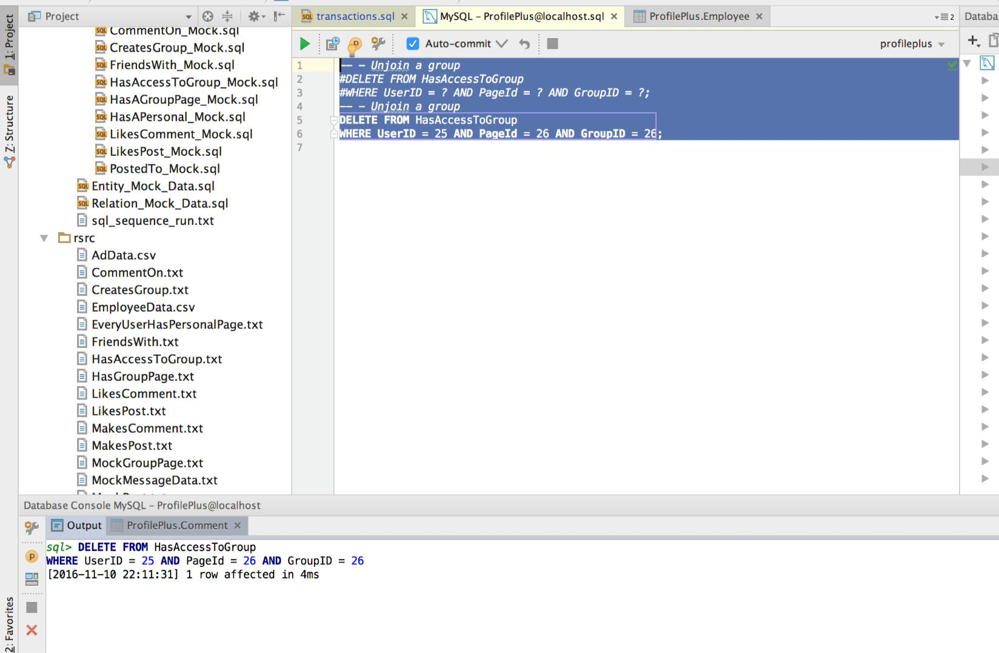 1: Project
Z: Structure
2: Favorites
Project
CommentOn_Mock.sql
CreatesGroup_Mock.sql
FriendsWith_Mock.sql
HasAccessToGroup_Mock.sql
HasAGroupPage_Mock.sql
HasAPersonal_Mock.sql
LikesComment_Mock.sql
LikesPost_Mock.sql
PostedTo_Mock.sql
Entity_Mock_Data.sql
Relation_Mock_Data.sql
sql_sequence_run.txt
rsrc
AdData.csv
CommentOn.txt
CreatesGroup.txt
EmployeeData.csv
EveryUserHasPersonalPage.txt
FriendsWith.txt
HasAccessToGroup.txt
HasGroupPage.txt
LikesComment.txt
LikesPost.txt
MakesComment.txt
MakesPost.txt
MockGroupPage.txt
MockMessageData.txt
transactions.sql
MySQL – ProfilePlus@localhost.sql
ProfilePlus.Employee
2
Databa
Auto-commit
profileplus
1 -- - Unjoin a group
2 #DELETE FROM HasAccessToGroup
3 #WHERE UserID = ? AND PageId = ? AND GroupID = ?;
4 -- - Unjoin a group
5 DELETE FROM HasAccessToGroup
6 WHERE UserID = 25 AND PageId = 26 AND GroupID = 26;
7
Database Console MySQL – ProfilePlus@localhost
Output
ProfilePlus.Comment
sql> DELETE FROM HasAccessToGroup
WHERE UserID = 25 AND PageId = 26 AND GroupID = 26
[2016-11-10 22:11:31] 1 row affected in 4ms